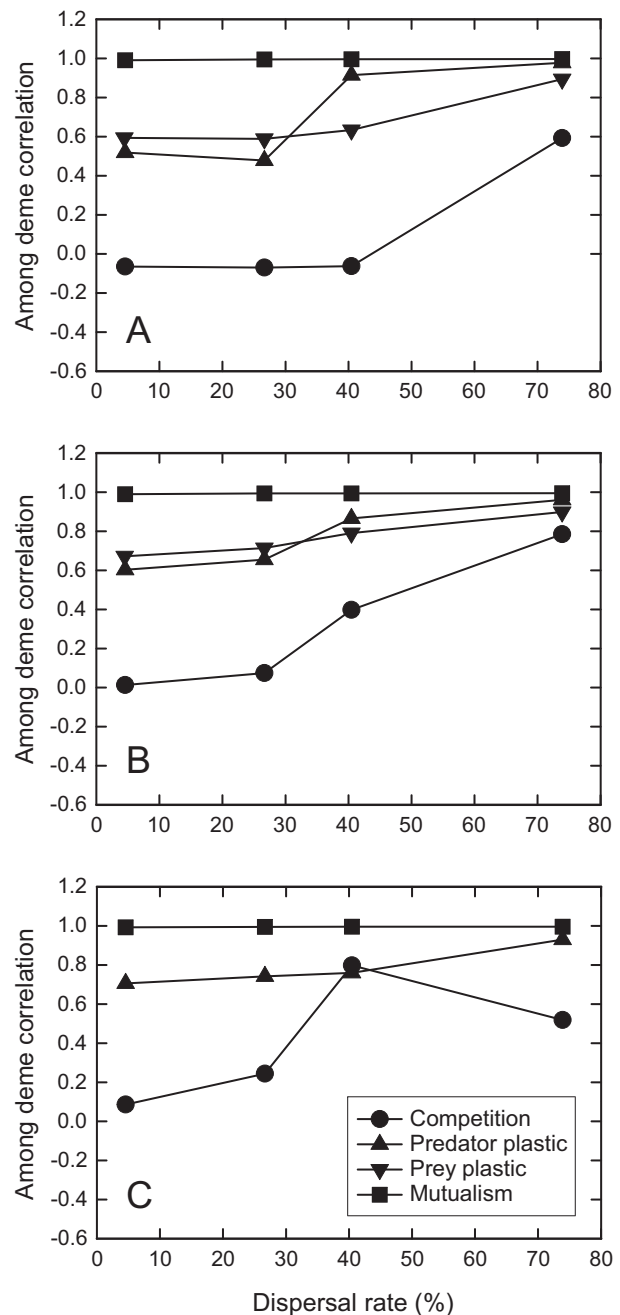 1.2
1.0
0.8
0.6
0.4
0.2
0.0
-0.2
-0.4
-0.6
Among deme correlation
A
0 10 20 30 40 50 60 70 80
1.2
1.0
0.8
0.6
0.4
0.2
0.0
-0.2
-0.4
-0.6
Among deme correlation
B
0 10 20 30 40 50 60 70 80
1.2
1.0
0.8
0.6
0.4
0.2
0.0
-0.2
-0.4
-0.6
Among deme correlation
C
Competition
Predator plastic
Prey plastic
Mutualism
0 10 20 30 40 50 60 70 80
Dispersal rate (%)